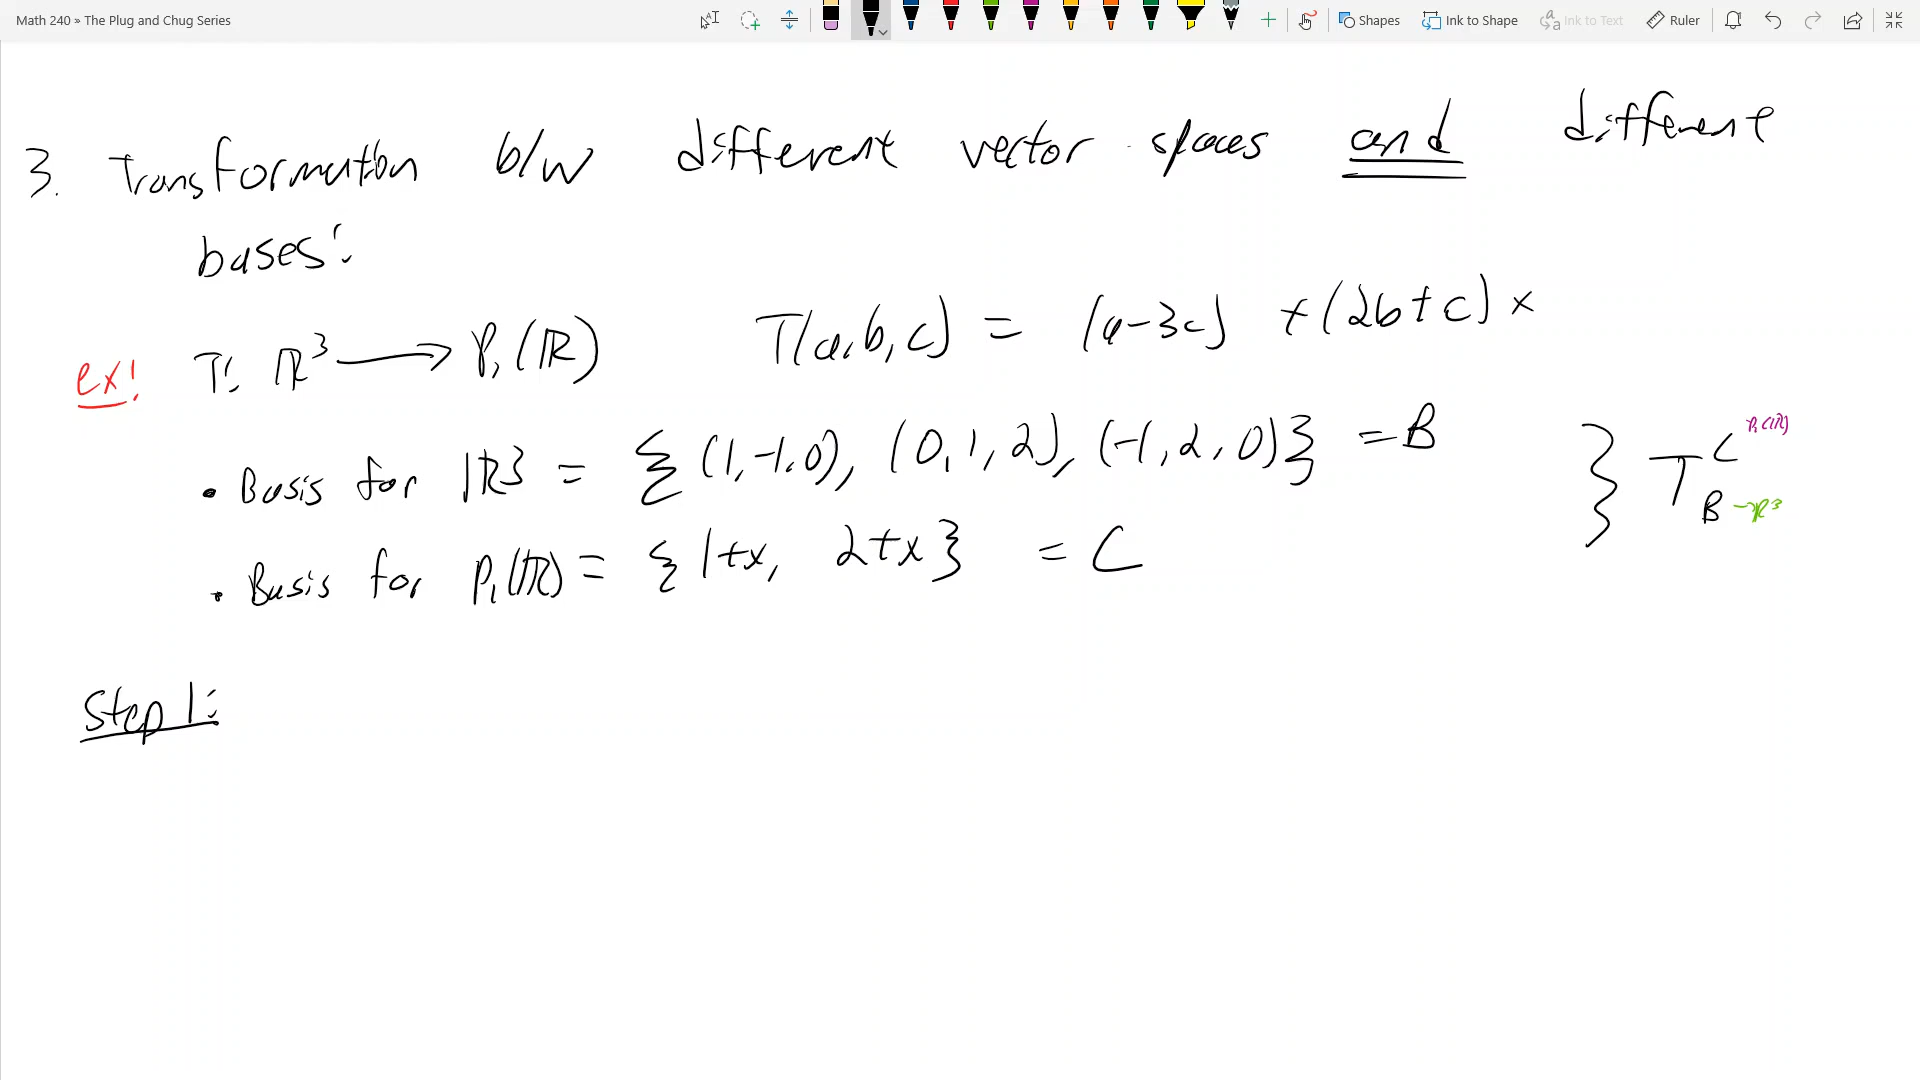 Math 240 » The Plug and Chug Series
Shapes Ink to Shape Ink to Text Ruler
3. Transformation b/w different vector spaces and different
bases:
ex: T: ℝ³ → P₁(ℝ) T(a,b,c) = (a-3c) + (2b+c)x
• Basis for ℝ³ = {(1,-1,0), (0,1,2), (-1,2,0)} = B
• Basis for P₁(ℝ) = {1+x, 2+x} = C
} T C P₁(ℝ)
B → ℝ³
Step 1: